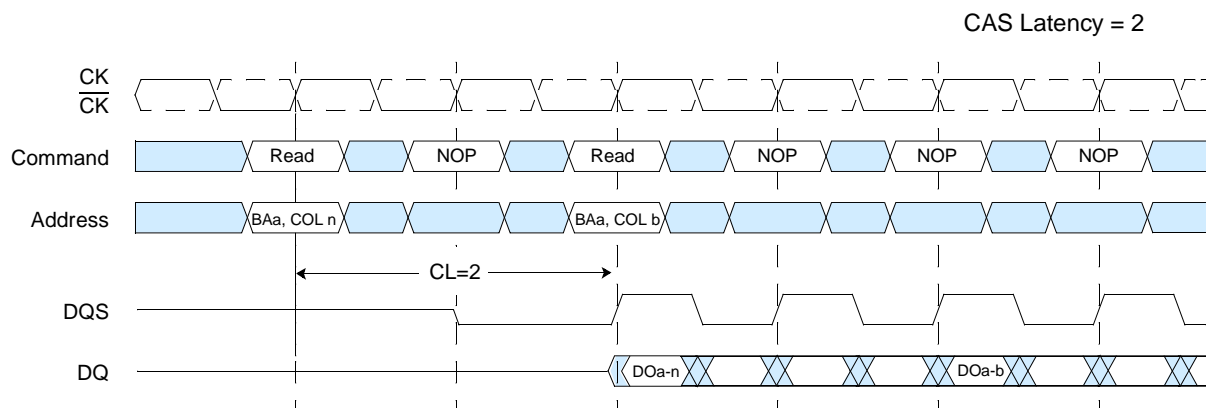 CAS Latency = 2
CK
CK
Command
Read
NOP
Read
NOP
NOP
NOP
Address
BAa, COL n
BAa, COL b
CL=2
DQS
DQ
DOa-n
DOa-b